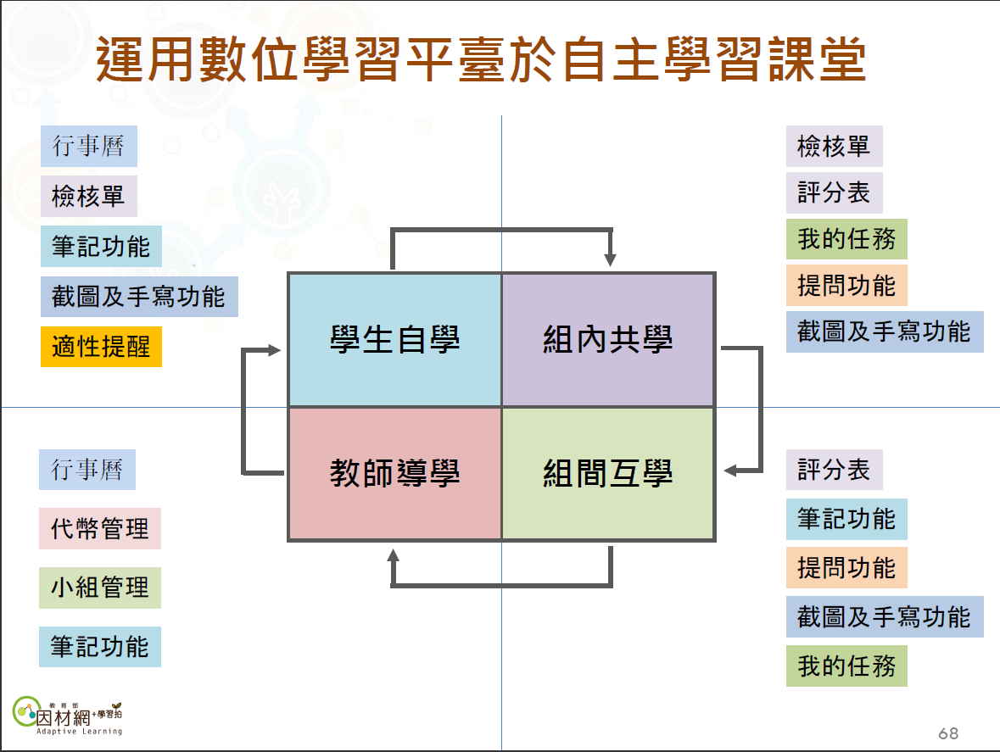 運用數位學習平臺於自主學習課堂
行事曆
檢核單
筆記功能
截圖及手寫功能
適性提醒
檢核單
評分表
我的任務
提問功能
截圖及手寫功能
學生自學
組內共學
教師導學
組間互學
行事曆
代幣管理
小組管理
筆記功能
評分表
筆記功能
提問功能
截圖及手寫功能
我的任務
教育部
因材網+學習拍
Adaptive Learning
68